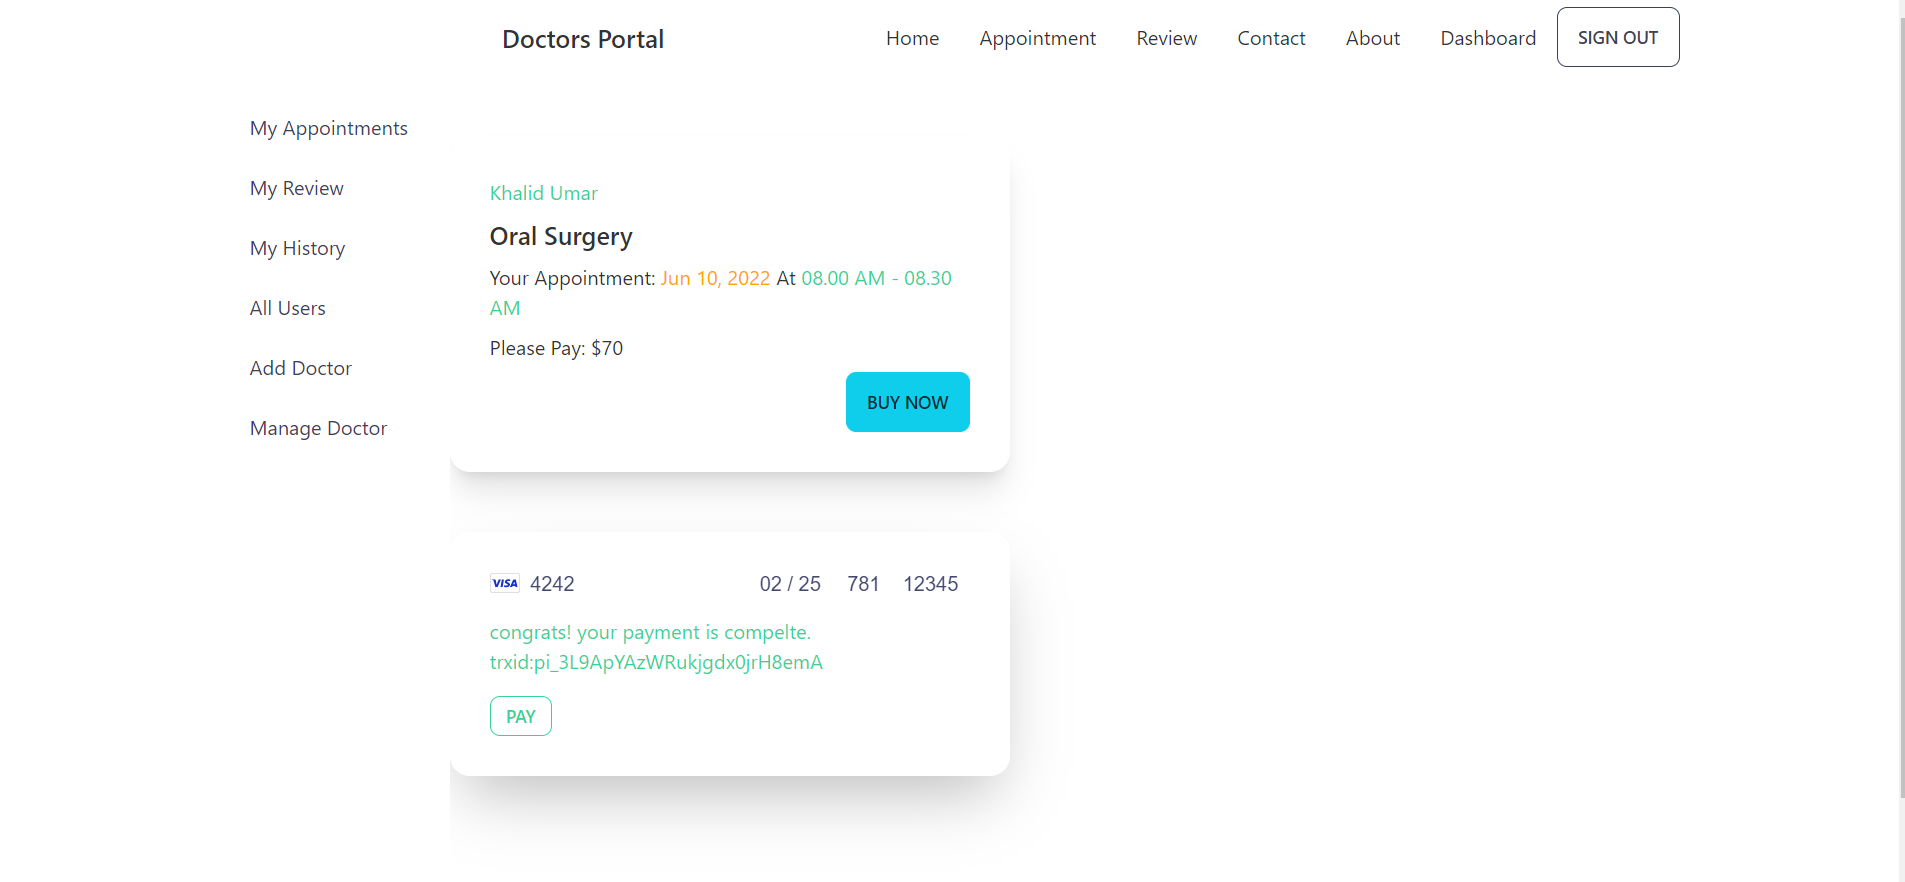 Doctors Portal
Home Appointment Review Contact About Dashboard SIGN OUT
My Appointments
My Review
My History
All Users
Add Doctor
Manage Doctor
Khalid Umar
Oral Surgery
Your Appointment: Jun 10, 2022 At 08.00 AM - 08.30
AM
Please Pay: $70
BUY NOW
VISA 4242 02 / 25 781 12345
congrats! your payment is compelte.
trxid:pi_3L9ApYAzWRukjgdx0jrH8emA
PAY